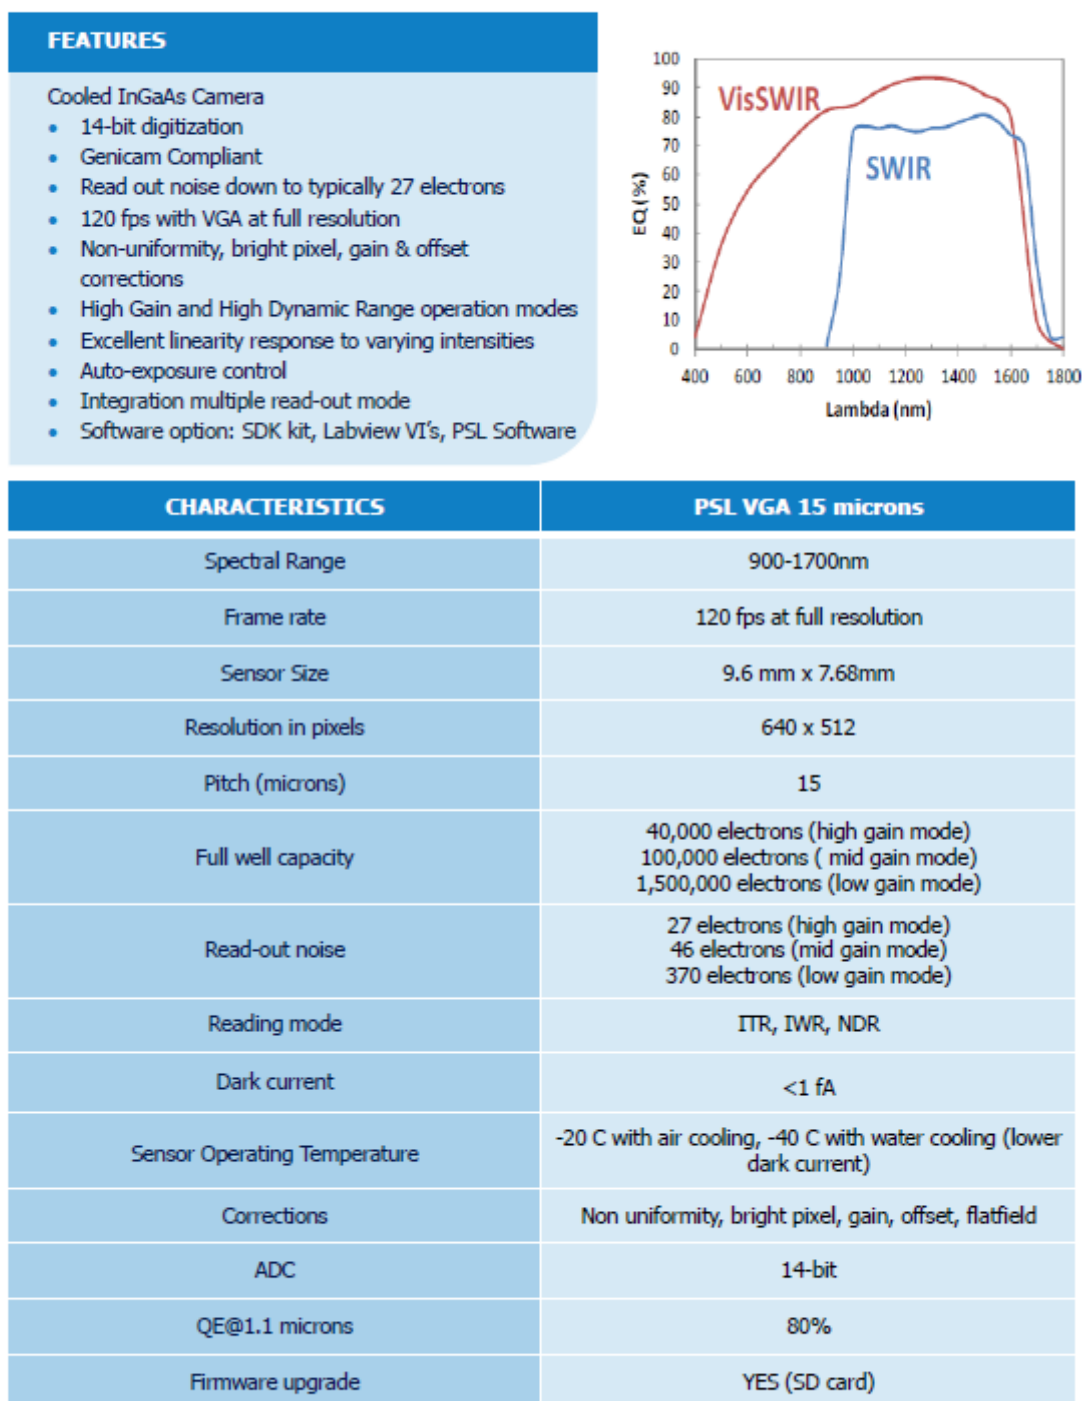 FEATURES
Cooled InGaAs Camera
• 14-bit digitization
• Genicam Compliant
• Read out noise down to typically 27 electrons
• 120 fps with VGA at full resolution
• Non-uniformity, bright pixel, gain & offset
corrections
• High Gain and High Dynamic Range operation modes
• Excellent linearity response to varying intensities
• Auto-exposure control
• Integration multiple read-out mode
• Software option: SDK kit, Labview VI's, PSL Software
100
90
80
70
60
50
40
30
20
10
0
EQ (%)
VisSWIR
SWIR
400 600 800 1000 1200 1400 1600 1800
Lambda (nm)
CHARACTERISTICS PSL VGA 15 microns
Spectral Range 900-1700nm
Frame rate 120 fps at full resolution
Sensor Size 9.6 mm x 7.68mm
Resolution in pixels 640 x 512
Pitch (microns) 15
Full well capacity
40,000 electrons (high gain mode)
100,000 electrons ( mid gain mode)
1,500,000 electrons (low gain mode)
Read-out noise
27 electrons (high gain mode)
46 electrons (mid gain mode)
370 electrons (low gain mode)
Reading mode ITR, IWR, NDR
Dark current <1 fA
Sensor Operating Temperature
-20 C with air cooling, -40 C with water cooling (lower
dark current)
Corrections Non uniformity, bright pixel, gain, offset, flatfield
ADC 14-bit
QE@1.1 microns 80%
Firmware upgrade YES (SD card)